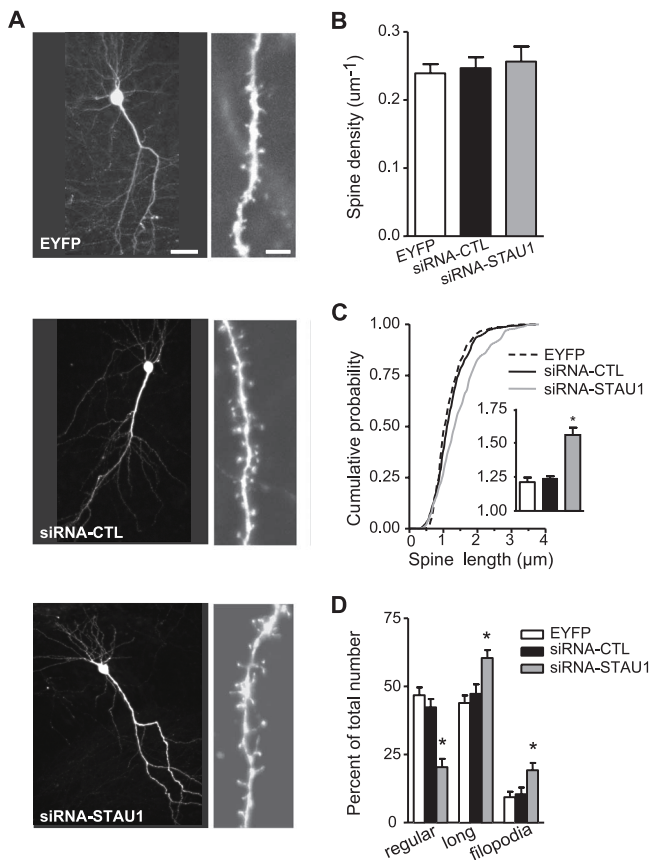 A
EYFP
siRNA-CTL
siRNA-STAU1
B
Spine density (um⁻¹)
0.3
0.2
0.1
0.0
EYFP
siRNA-CTL
siRNA-STAU1
C
Cumulative probability
1.00
0.75
0.50
0.25
0.00
0
1
2
3
4
Spine length (µm)
EYFP
siRNA-CTL
siRNA-STAU1
1.75
1.50
1.25
1.00
*
D
Percent of total number
75
50
25
0
EYFP
siRNA-CTL
siRNA-STAU1
*
*
*
regular
long
filopodia